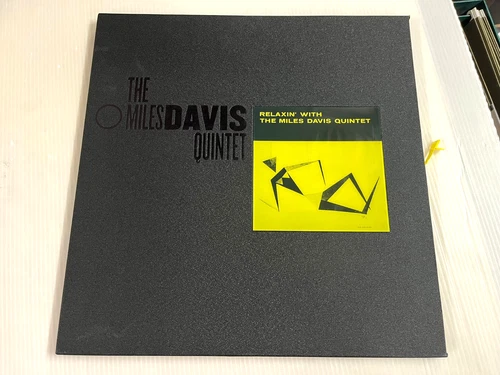 THE
MILES DAVIS
QUINTET
RELAXIN' WITH
THE MILES DAVIS QUINTET